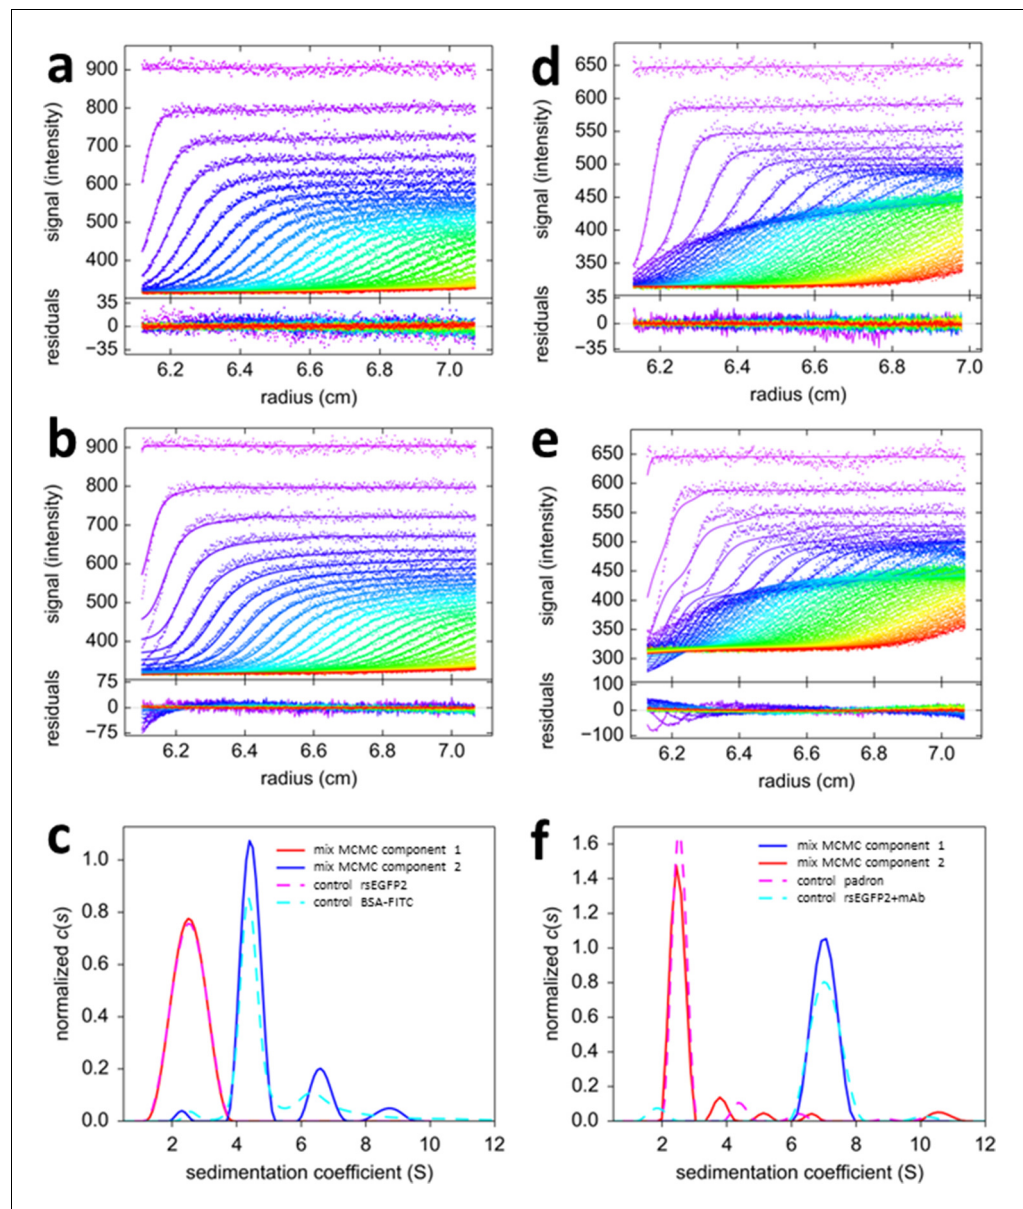 a
900
800
700
600
500
400
signal (intensity)
35
0
−35
residuals
6.2 6.4 6.6 6.8 7.0
radius (cm)
d
650
600
550
500
450
400
350
signal (intensity)
35
0
−35
residuals
6.2 6.4 6.6 6.8 7.0
radius (cm)
b
900
800
700
600
500
400
signal (intensity)
75
0
−75
residuals
6.2 6.4 6.6 6.8 7.0
radius (cm)
e
650
600
550
500
450
400
350
300
signal (intensity)
100
0
−100
residuals
6.2 6.4 6.6 6.8 7.0
radius (cm)
c
mix MCMC component 1
mix MCMC component 2
control rsEGFP2
control BSA-FITC
1.0
0.8
0.6
0.4
0.2
0.0
normalized c(s)
2 4 6 8 10 12
sedimentation coefficient (S)
f
mix MCMC component 1
mix MCMC component 2
control padron
control rsEGFP2+mAb
1.6
1.4
1.2
1.0
0.8
0.6
0.4
0.2
0.0
normalized c(s)
2 4 6 8 10 12
sedimentation coefficient (S)